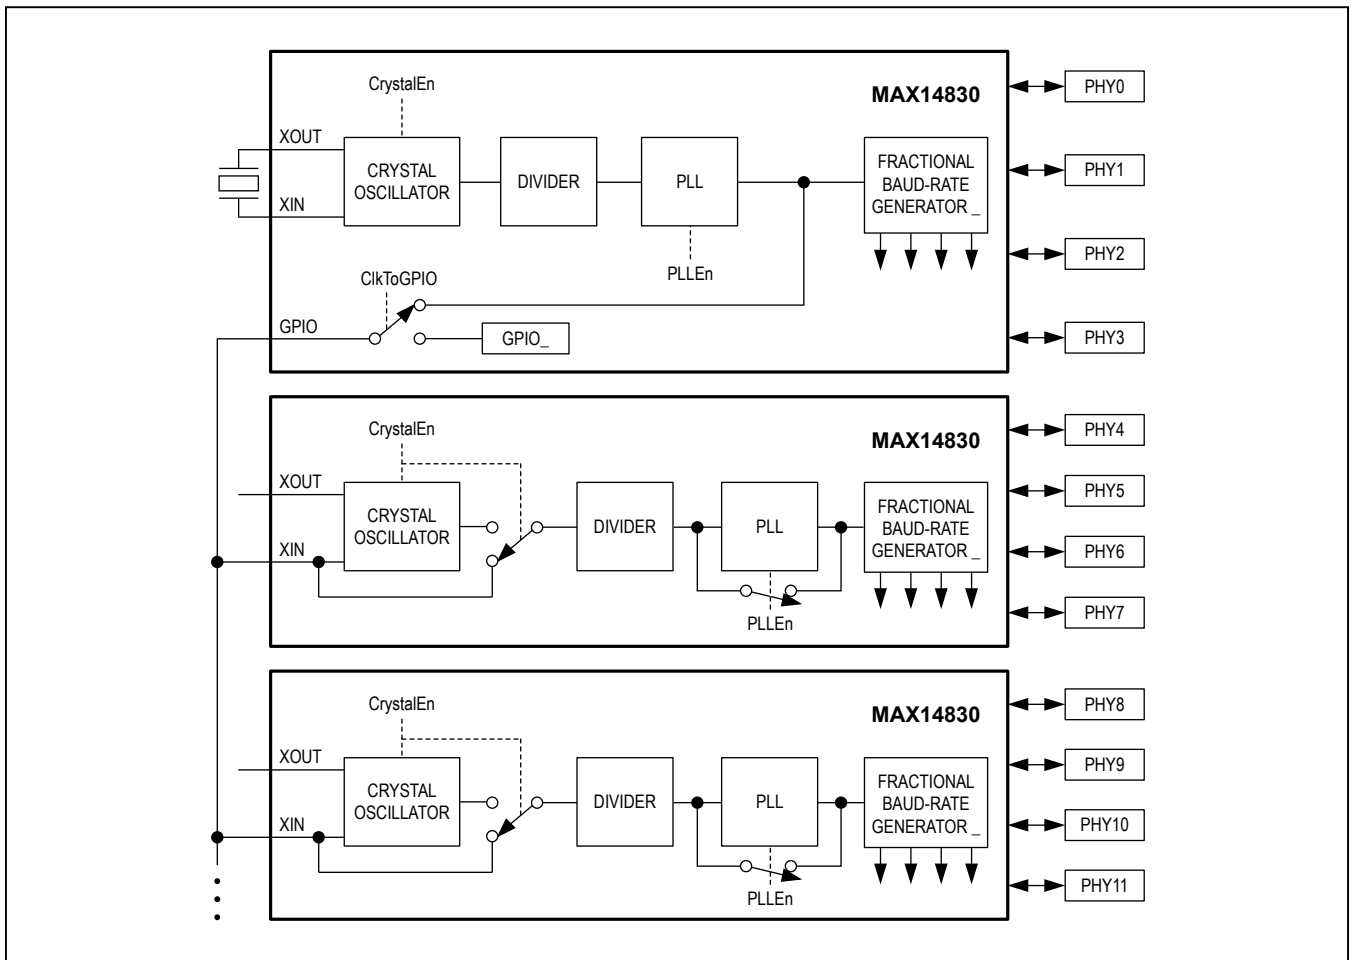 CrystalEn
MAX14830
PHY0
XOUT
CRYSTAL
OSCILLATOR
DIVIDER
PLL
FRACTIONAL
BAUD-RATE
GENERATOR _
PHY1
XIN
PHY2
ClkToGPIO
PLLEn
GPIO
GPIO_
PHY3
CrystalEn
MAX14830
PHY4
XOUT
CRYSTAL
OSCILLATOR
DIVIDER
PLL
FRACTIONAL
BAUD-RATE
GENERATOR _
PHY5
XIN
PHY6
PLLEn
PHY7
CrystalEn
MAX14830
PHY8
XOUT
CRYSTAL
OSCILLATOR
DIVIDER
PLL
FRACTIONAL
BAUD-RATE
GENERATOR _
PHY9
XIN
PHY10
PLLEn
PHY11